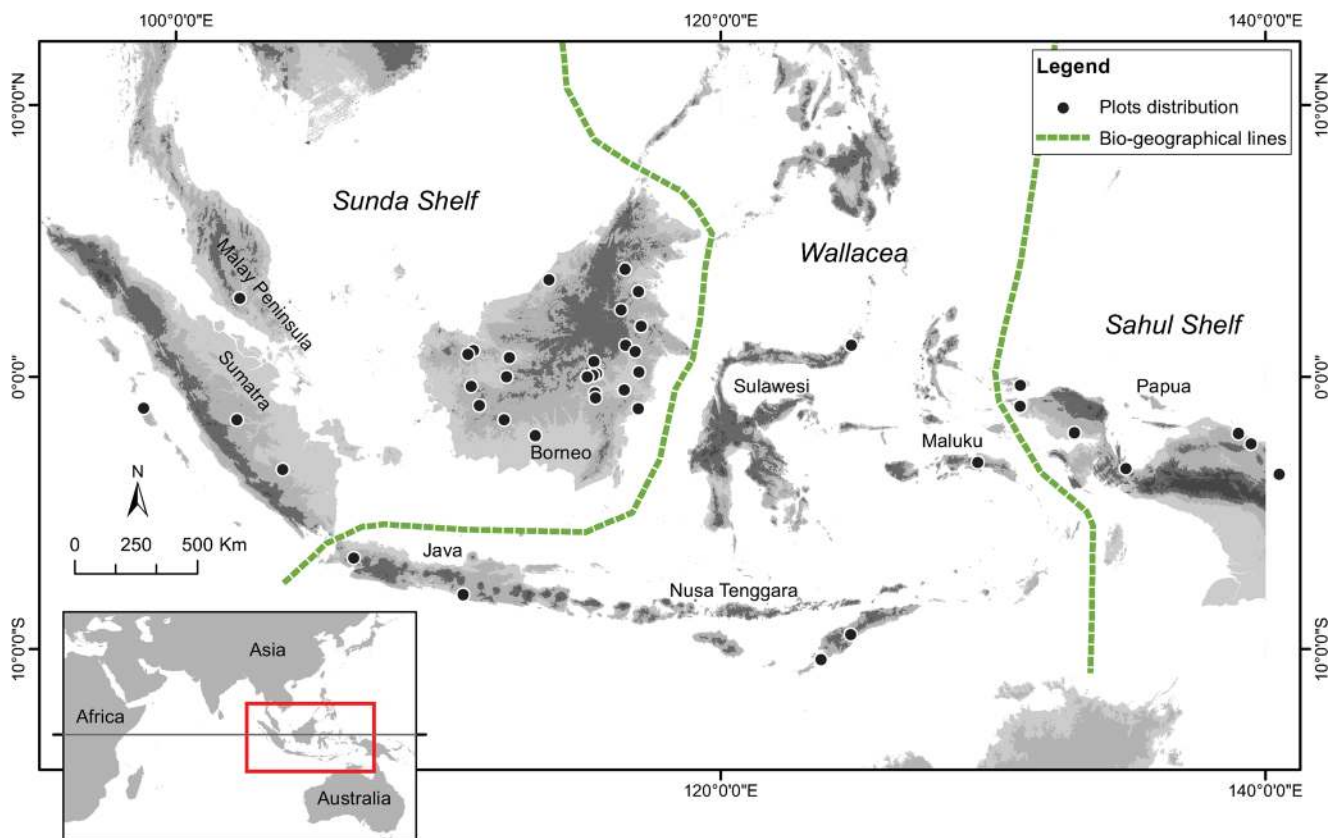 100°0'0"E
120°0'0"E
140°0'0"E
10°0'0"N
10°0'0"N
Legend
Plots distribution
Bio-geographical lines
Sunda Shelf
Wallacea
Malay Peninsula
Sahul Shelf
Sumatra
0°0'0"
0°0'0"
Sulawesi
Papua
Borneo
Maluku
N
0 250 500 Km
Java
Nusa Tenggara
10°0'0"S
10°0'0"S
Asia
Africa
Australia
120°0'0"E
140°0'0"E